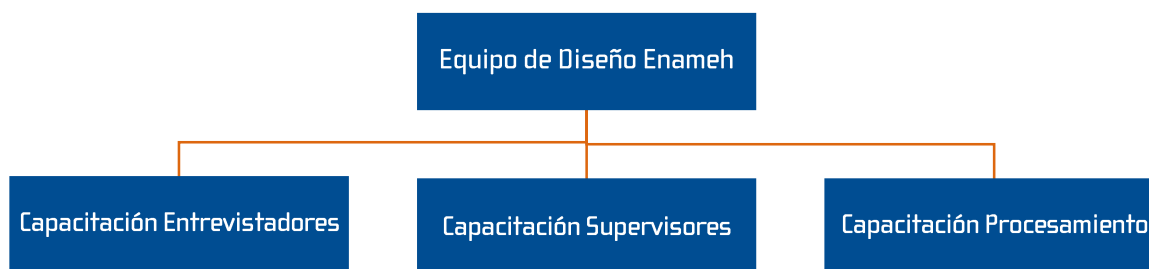 Equipo de Diseño Enameh
Capacitación Entrevistadores
Capacitación Supervisores
Capacitación Procesamiento